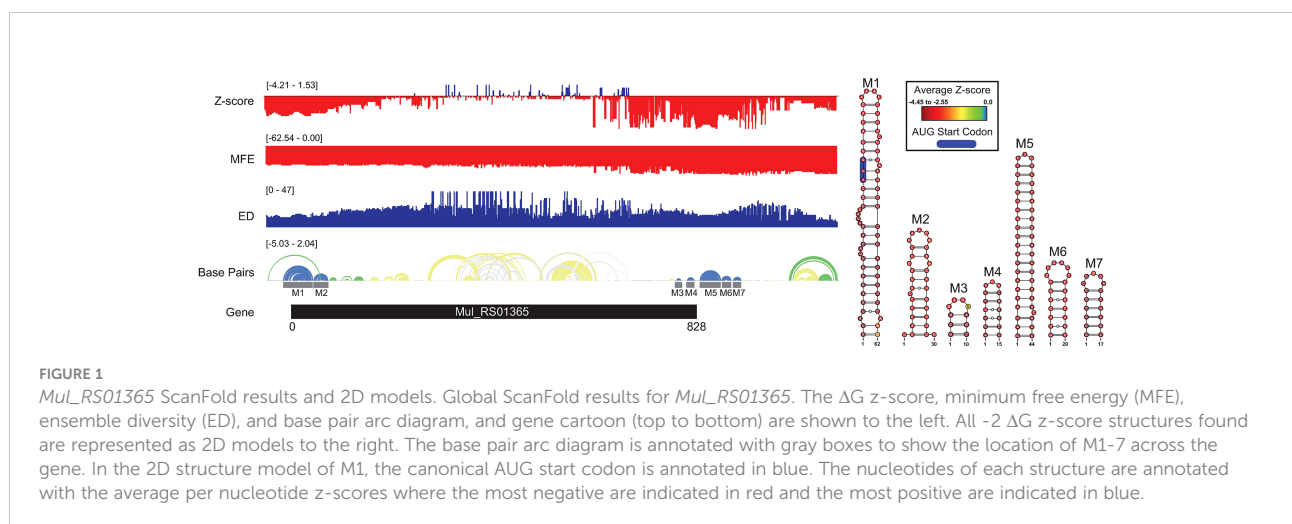 [-4.21 - 1.53]
Z-score
[-62.54 - 0.00]
MFE
[0 - 47]
ED
[-5.03 - 2.04]
Base Pairs
M1 M2 M3 M4 M5 M6 M7
Gene
Mul_RS01365
0 828
M1
1 62
Average Z-score
-4.45 to -2.55 0.0
AUG Start Codon
M2
1 30
M3
1 10
M4
1 15
M5
1 44
M6
1 20
M7
1 17
FIGURE 1
Mul_RS01365 ScanFold results and 2D models. Global ScanFold results for Mul_RS01365. The ΔG z-score, minimum free energy (MFE),
ensemble diversity (ED), and base pair arc diagram, and gene cartoon (top to bottom) are shown to the left. All -2 ΔG z-score structures found
are represented as 2D models to the right. The base pair arc diagram is annotated with gray boxes to show the location of M1-7 across the
gene. In the 2D structure model of M1, the canonical AUG start codon is annotated in blue. The nucleotides of each structure are annotated
with the average per nucleotide z-scores where the most negative are indicated in red and the most positive are indicated in blue.